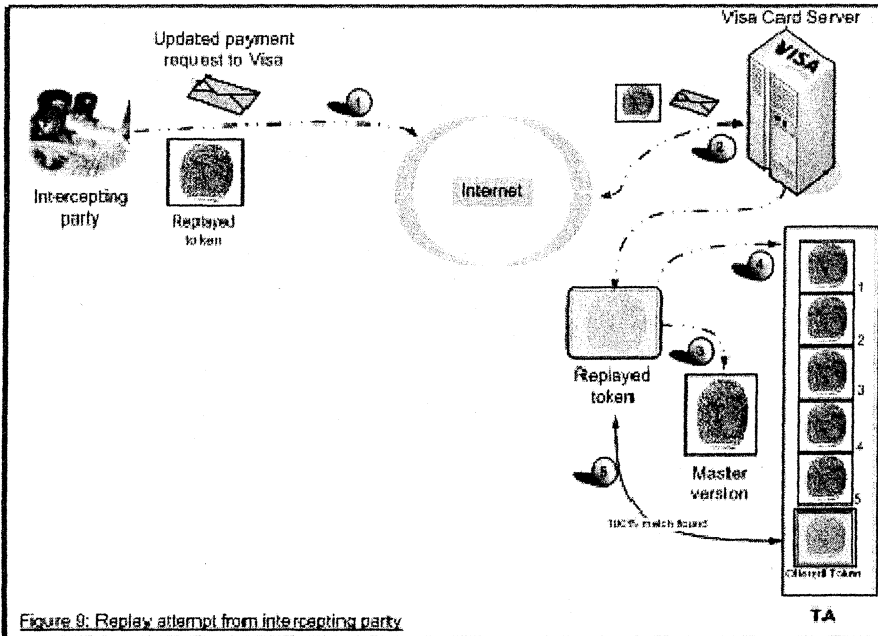 Visa Card Server
Updated payment
request to Visa
VISA
1
2
Intercepting
party
Replayed
token
Internet
4
1
2
3
Replayed
token
3
4
Master
version
5
5
100% match found
Offered Token
TA
Figure 9: Replay attempt from intercepting party